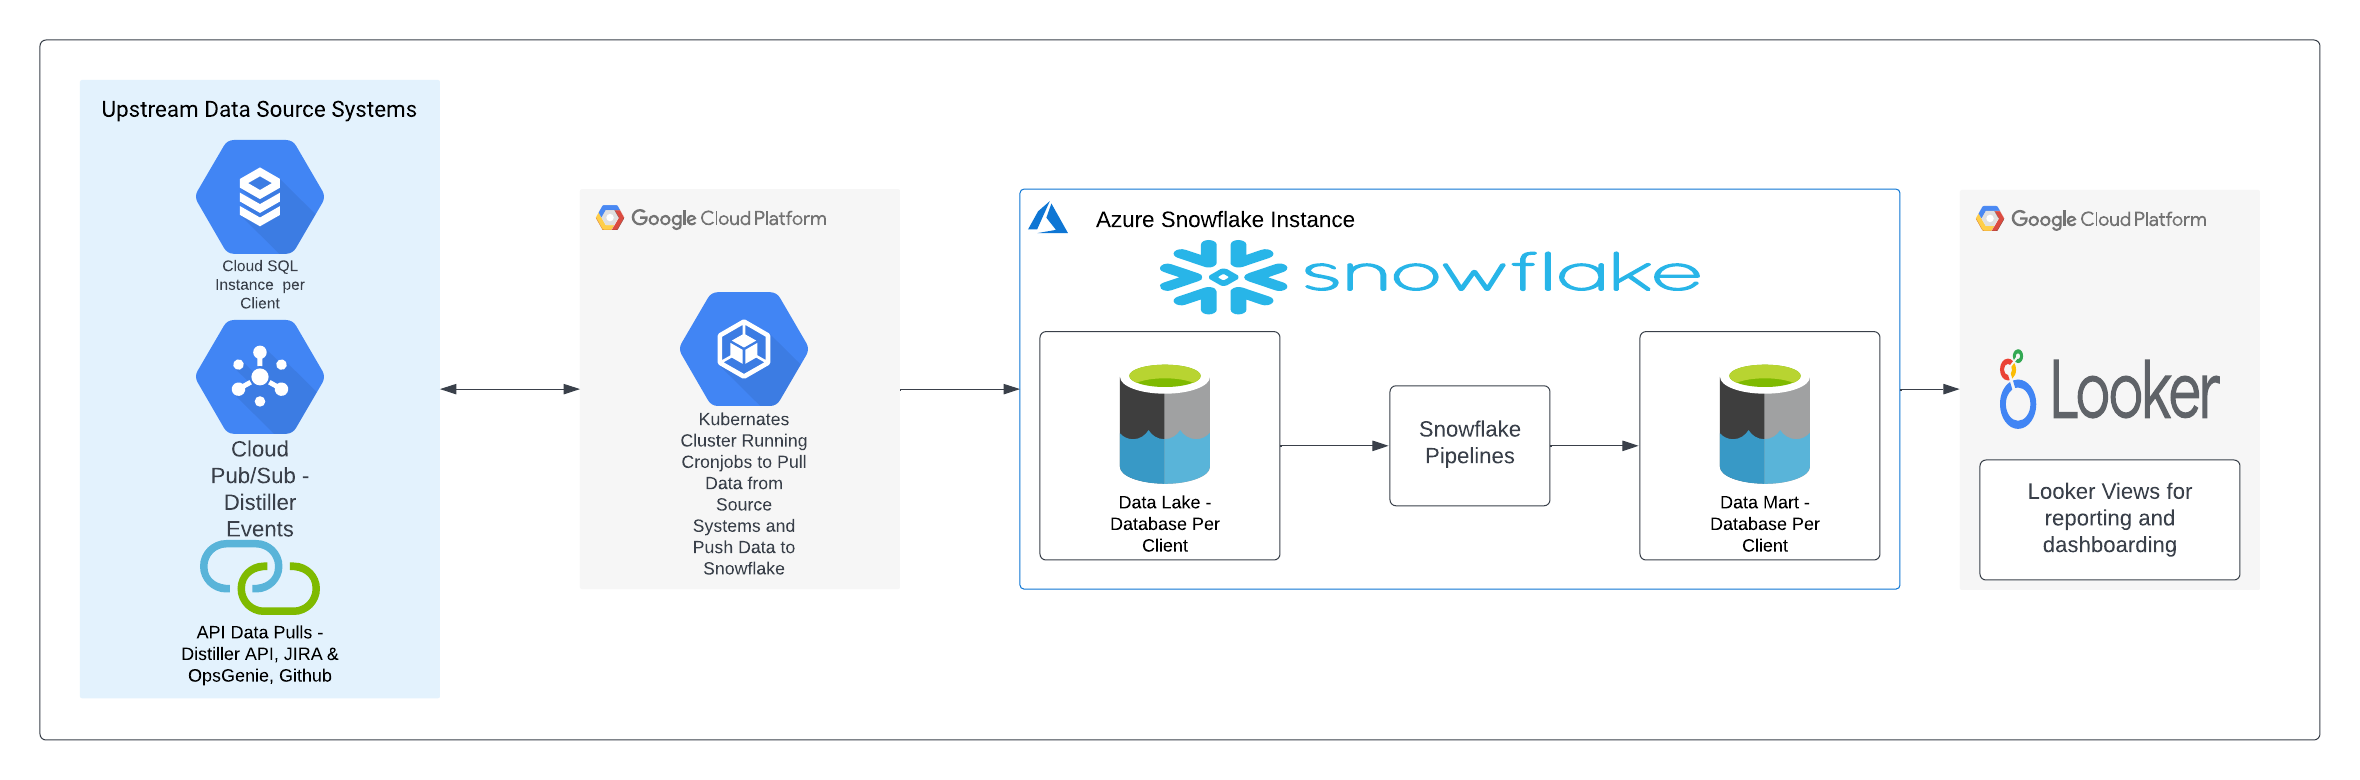 Upstream Data Source Systems
Cloud SQL
Instance per
Client
Cloud
Pub/Sub -
Distiller
Events
API Data Pulls -
Distiller API, JIRA &
OpsGenie, Github
Google Cloud Platform
Kubernates
Cluster Running
Cronjobs to Pull
Data from
Source
Systems and
Push Data to
Snowflake
Azure Snowflake Instance
snowflake
Data Lake -
Database Per
Client
Snowflake
Pipelines
Data Mart -
Database Per
Client
Google Cloud Platform
Looker
Looker Views for
reporting and
dashboarding